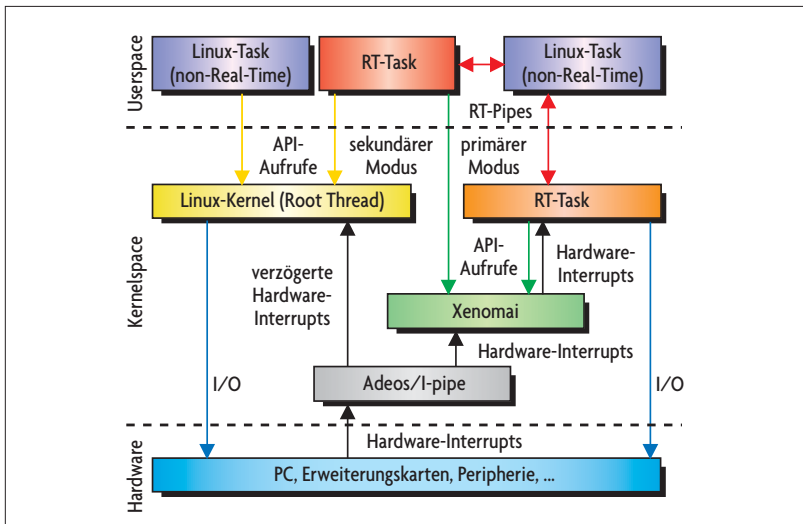 Userspace
Linux-Task
(non-Real-Time)
RT-Task
Linux-Task
(non-Real-Time)
RT-Pipes
API-
Aufrufe
sekundärer
Modus
primärer
Modus
Kernelspace
Linux-Kernel (Root Thread)
RT-Task
verzögerte
Hardware-
Interrupts
API-
Aufrufe
Hardware-
Interrupts
Xenomai
Hardware-Interrupts
I/O
Adeos/I-pipe
I/O
Hardware
Hardware-Interrupts
PC, Erweiterungskarten, Peripherie, ...